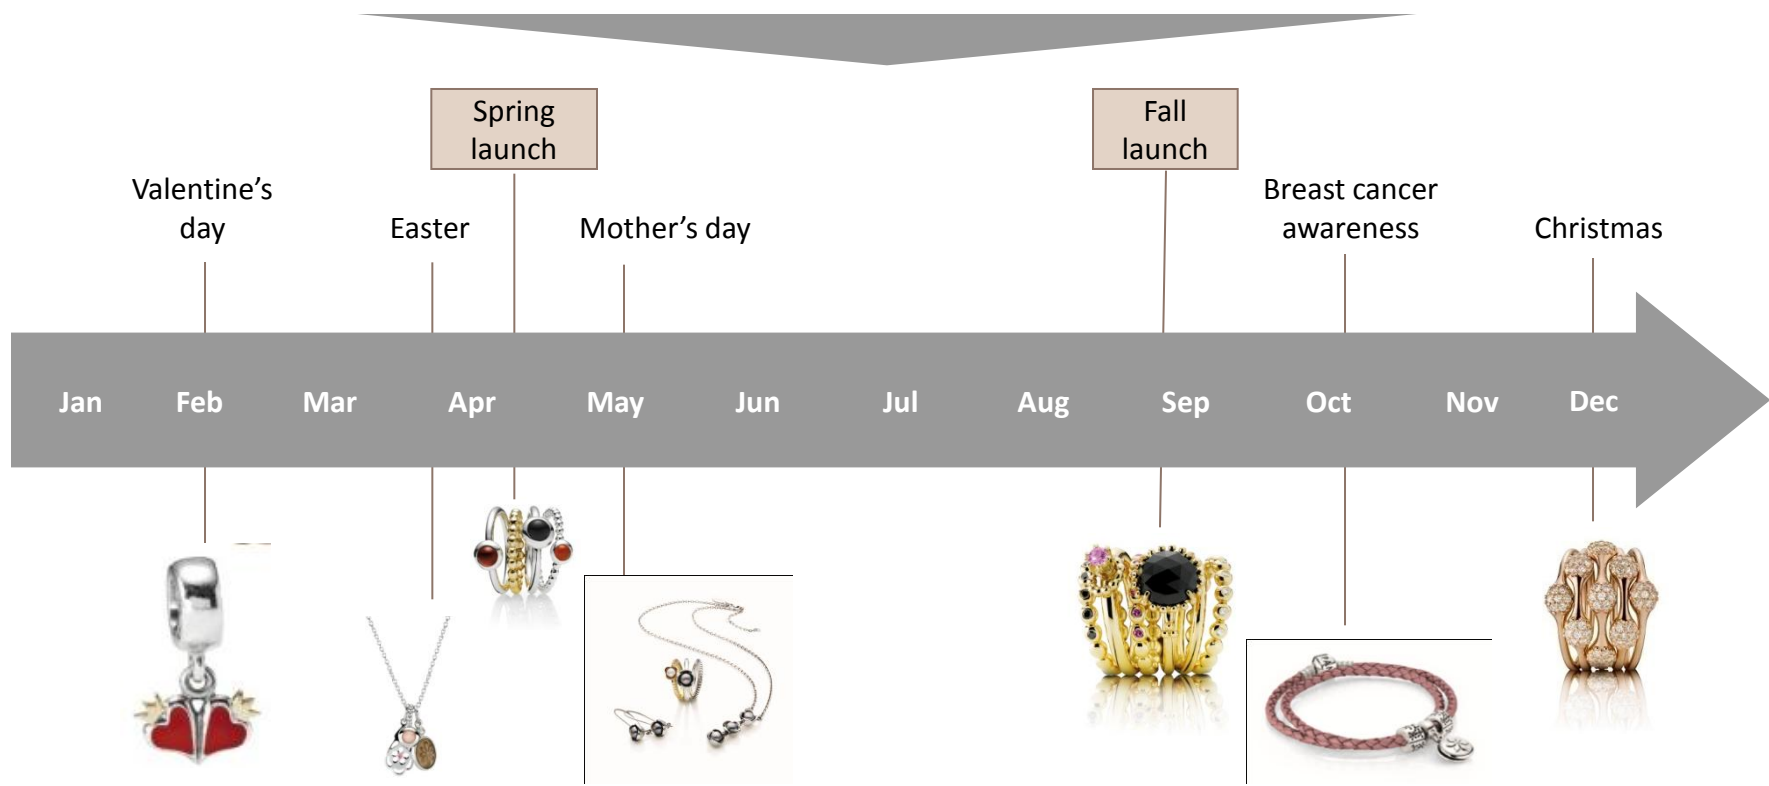 Spring
launch
Fall
launch
Valentine's
day
Easter
Mother's day
Breast cancer
awareness
Christmas
Jan Feb Mar Apr May Jun Jul Aug Sep Oct Nov Dec